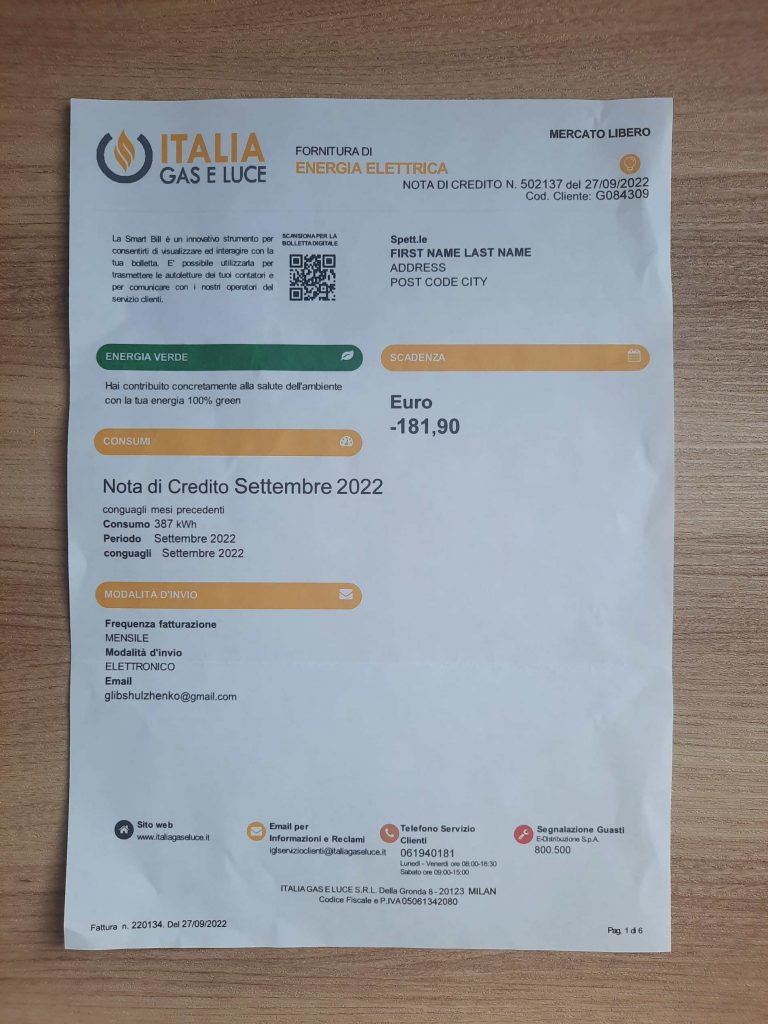 ITALIA
GAS E LUCE
FORNITURA DI
ENERGIA ELETTRICA
MERCATO LIBERO
NOTA DI CREDITO N. 502137 del 27/09/2022
Cod. Cliente: G084309
La Smart Bill è un innovativo strumento per
consentirti di visualizzare ed interagire con la
tua bolletta. E' possibile utilizzarla per
trasmettere le autoletture dei tuoi contatori e
per comunicare con i nostri operatori del
servizio clienti.
SCANSIONA PER LA
BOLLETTA DIGITALE
Spett.le
FIRST NAME LAST NAME
ADDRESS
POST CODE CITY
ENERGIA VERDE
Hai contribuito concretamente alla salute dell'ambiente
con la tua energia 100% green
SCADENZA
Euro
-181,90
CONSUMI
Nota di Credito Settembre 2022
conguagli mesi precedenti
Consumo 387 kWh
Periodo Settembre 2022
conguagli Settembre 2022
MODALITÀ D'INVIO
Frequenza fatturazione
MENSILE
Modalità d'invio
ELETTRONICO
Email
glibshulzhenko@gmail.com
Sito web
www.italiagaseluce.it
Email per
Informazioni e Reclami
iglservizioclienti@italiagaseluce.it
Telefono Servizio
Clienti
061940181
Lunedì - Venerdì ore 08:00-18:30
Sabato ore 09:00-15:00
Segnalazione Guasti
E-Distribuzione S.p.A.
800.500
ITALIA GAS E LUCE S.R.L. Della Gronda 8 - 20123 MILAN
Codice Fiscale e P.IVA 05061342080
Fattura n. 220134. Del 27/09/2022
Pag. 1 di 6